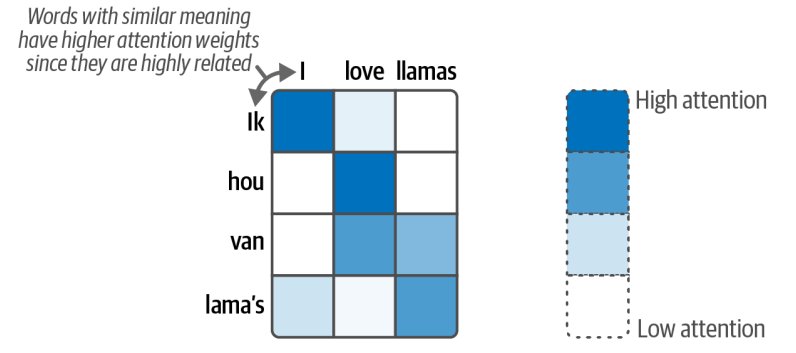 Words with similar meaning
have higher attention weights
since they are highly related
I love llamas
Ik
hou
van
lama's
High attention
Low attention